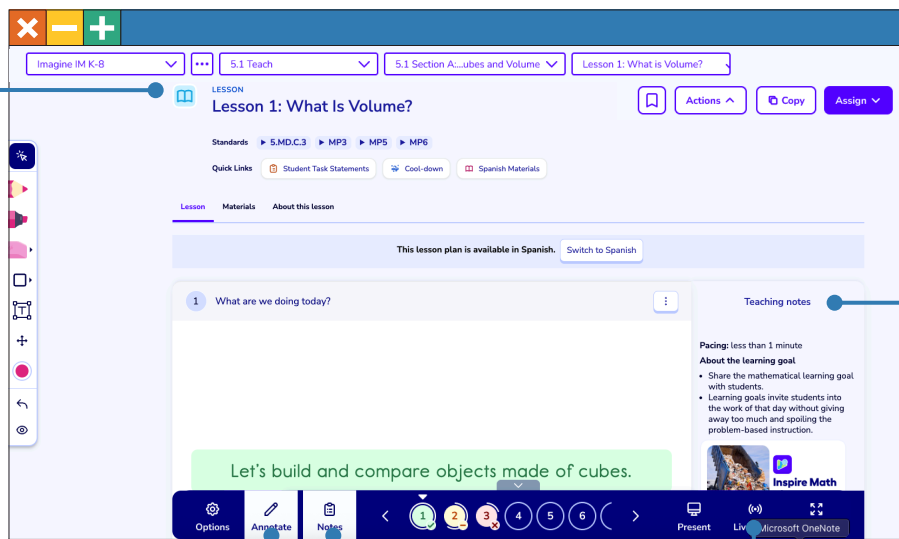 Imagine IM K-8
5.1 Teach
5.1 Section A:...ubes and Volume
Lesson 1: What is Volume?
LESSON
Lesson 1: What Is Volume?
Actions
Copy
Assign
Standards
5.MD.C.3
MP3
MP5
MP6
Quick Links
Student Task Statements
Cool-down
Spanish Materials
Lesson
Materials
About this lesson
This lesson plan is available in Spanish.
Switch to Spanish
1
What are we doing today?
Teaching notes
Pacing: less than 1 minute
About the learning goal
• Share the mathematical learning goal
with students.
• Learning goals invite students into
the work of that day without giving
away too much and spoiling the
problem-based instruction.
Inspire Math
Let's build and compare objects made of cubes.
Options
Annotate
Notes
1
2
3
4
5
6
Present
Microsoft OneNote